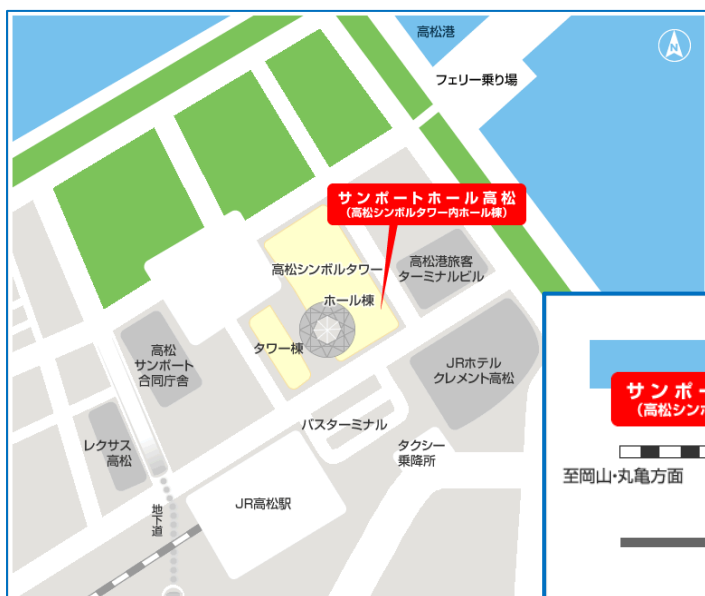 高松港
N
フェリー乗り場
サンポートホール高松
（高松シンボルタワー内ホール棟）
高松港旅客
ターミナルビル
高松シンボルタワー
ホール棟
タワー棟
高松
サンポート
合同庁舎
JRホテル
クレメント高松
バスターミナル
タクシー
乗降所
レクサス
高松
JR高松駅
地下道
サンポー
（高松シンボ
至岡山・丸亀方面